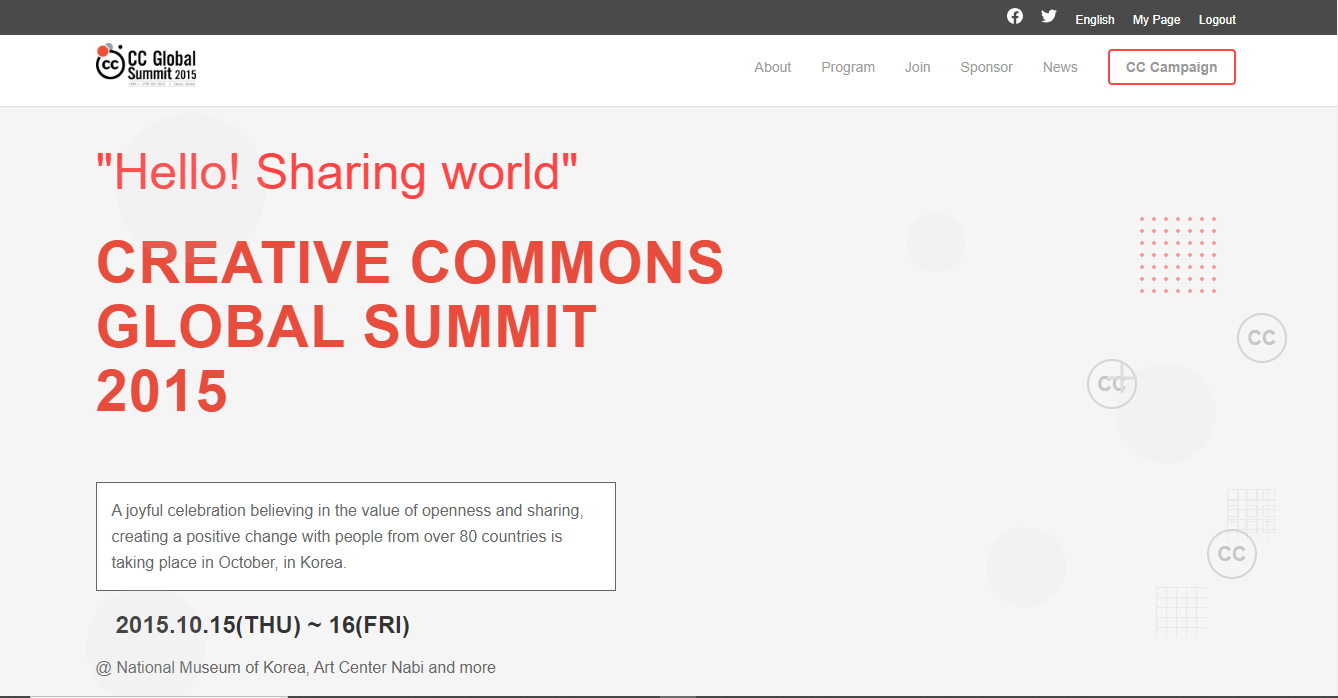 English My Page Logout
cc CC Global
Summit 2015
About Program Join Sponsor News CC Campaign
"Hello! Sharing world"
CREATIVE COMMONS
GLOBAL SUMMIT
2015
CC
CC
A joyful celebration believing in the value of openness and sharing,
creating a positive change with people from over 80 countries is
taking place in October, in Korea.
CC
2015.10.15(THU) ~ 16(FRI)
@ National Museum of Korea, Art Center Nabi and more